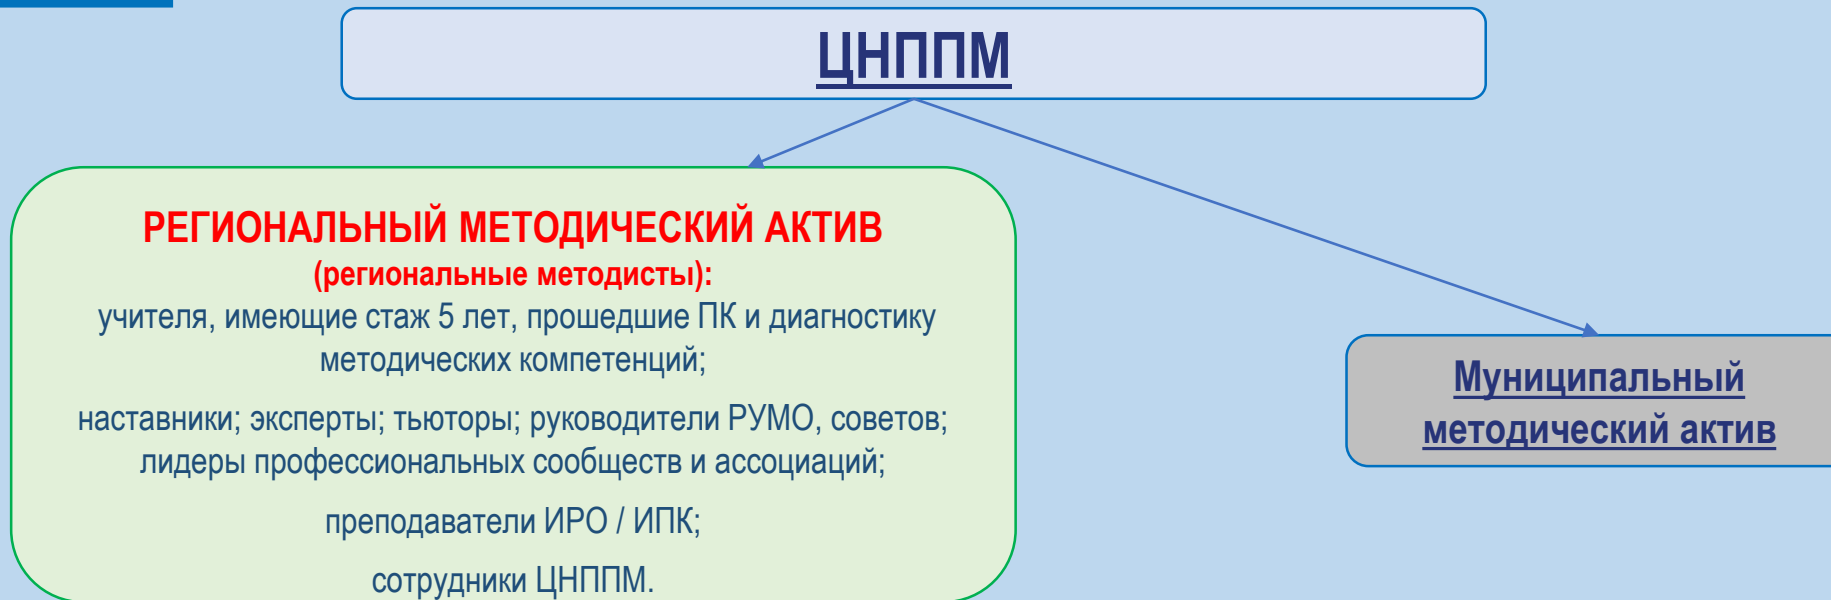 ЦНППМ
РЕГИОНАЛЬНЫЙ МЕТОДИЧЕСКИЙ АКТИВ
(региональные методисты):
учителя, имеющие стаж 5 лет, прошедшие ПК и диагностику
методических компетенций;
наставники; эксперты; тьюторы; руководители РУМО, советов;
лидеры профессиональных сообществ и ассоциаций;
преподаватели ИРО / ИПК;
сотрудники ЦНППМ.
Муниципальный
методический актив